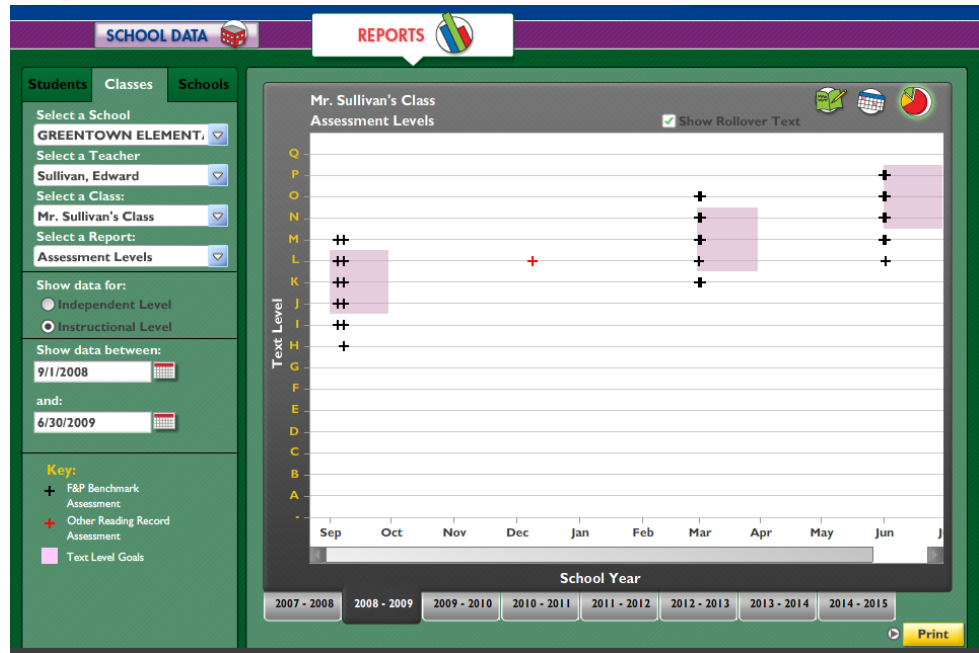 SCHOOL DATA
REPORTS
Students Classes Schools
Select a School
GREENTOWN ELEMENT
Select a Teacher
Sullivan, Edward
Select a Class:
Mr. Sullivan's Class
Select a Report:
Assessment Levels
Show data for:
Independent Level
Instructional Level
Show data between:
9/1/2008
and:
6/30/2009
Key:
F&P Benchmark
Assessment
Other Reading Record
Assessment
Text Level Goals
Mr. Sullivan's Class
Assessment Levels
Show Rollover Text
Text Level
Q
P
O
N
M
L
K
J
I
H
G
F
E
D
C
B
A
-
Sep Oct Nov Dec Jan Feb Mar Apr May Jun J
School Year
2007 - 2008 2008 - 2009 2009 - 2010 2010 - 2011 2011 - 2012 2012 - 2013 2013 - 2014 2014 - 2015
Print